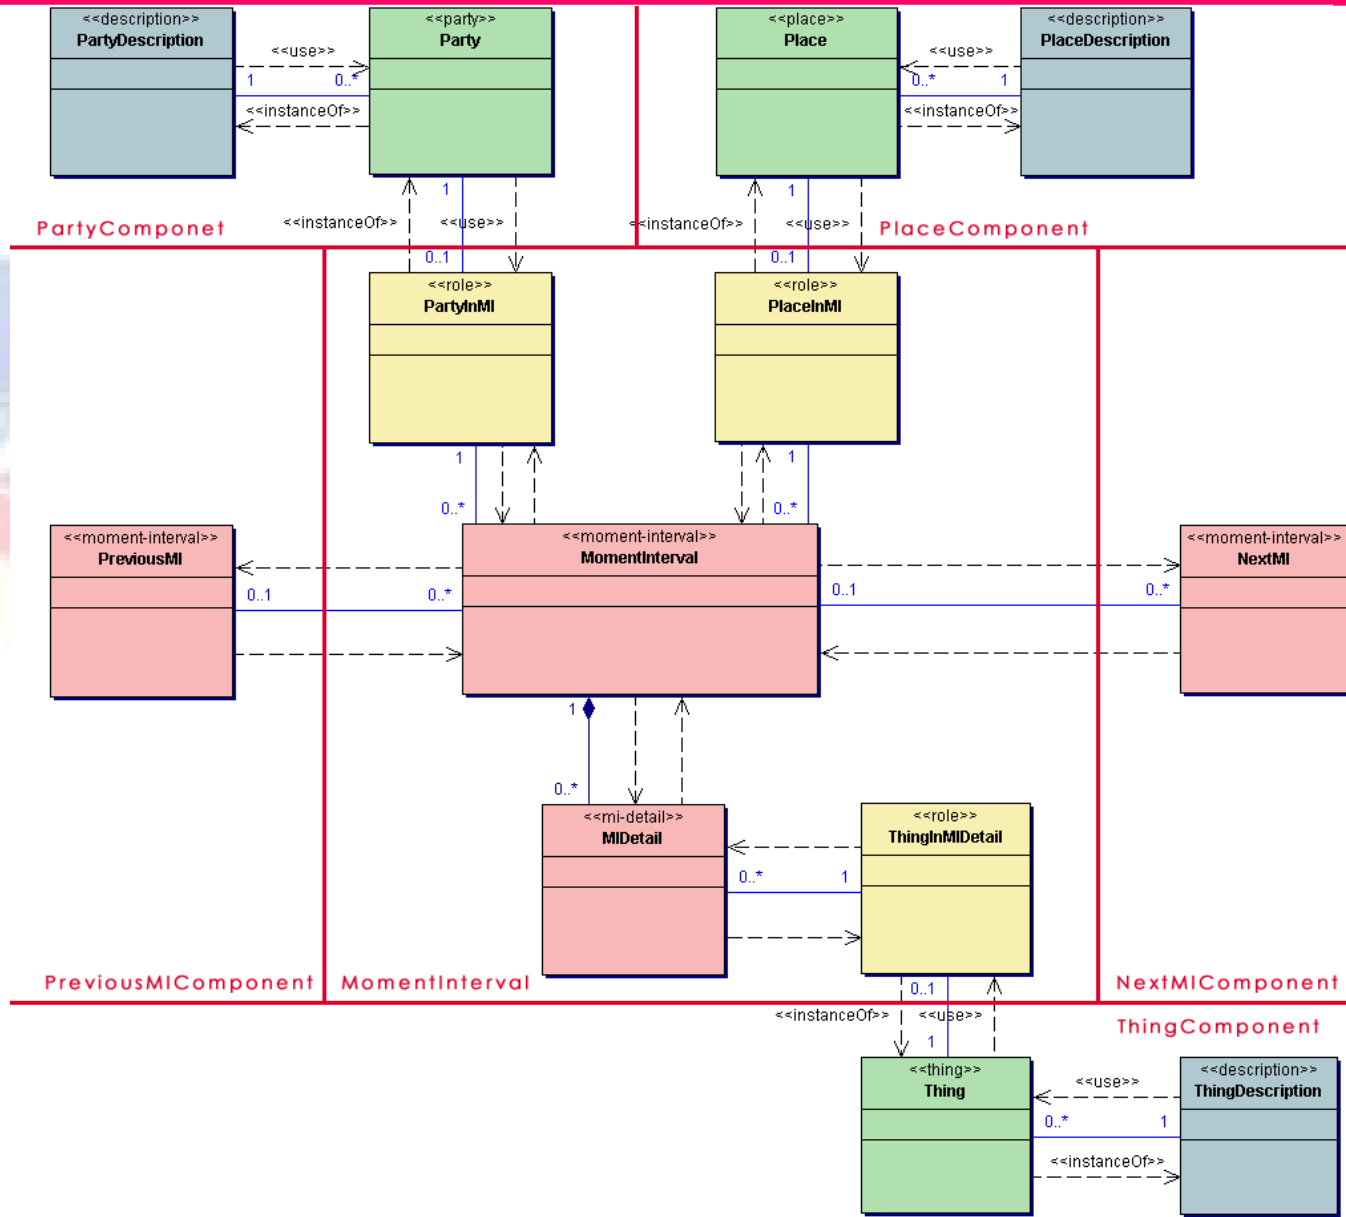 <<description>>
PartyDescription
<<use>>
1
0..*
<<instanceOf>>
<<party>>
Party
<<place>>
Place
<<use>>
0..*
1
<<instanceOf>>
<<description>>
PlaceDescription
PartyComponet
<<instanceOf>>
1
<<use>>
0..1
<<instanceOf>>
1
<<use>>
0..1
PlaceComponent
<<role>>
PartyInMI
<<role>>
PlaceInMI
1
0..*
1
0..*
<<moment-interval>>
PreviousMI
0..1
0..*
<<moment-interval>>
MomentInterval
0..1
0..*
<<moment-interval>>
NextMI
1
0..*
<<mi-detail>>
MIDetail
0..*
1
<<role>>
ThingInMIDetail
PreviousMIComponent
MomentInterval
NextMIComponent
0..1
<<instanceOf>>
<<use>>
1
ThingComponent
<<thing>>
Thing
<<use>>
0..*
1
<<instanceOf>>
<<description>>
ThingDescription